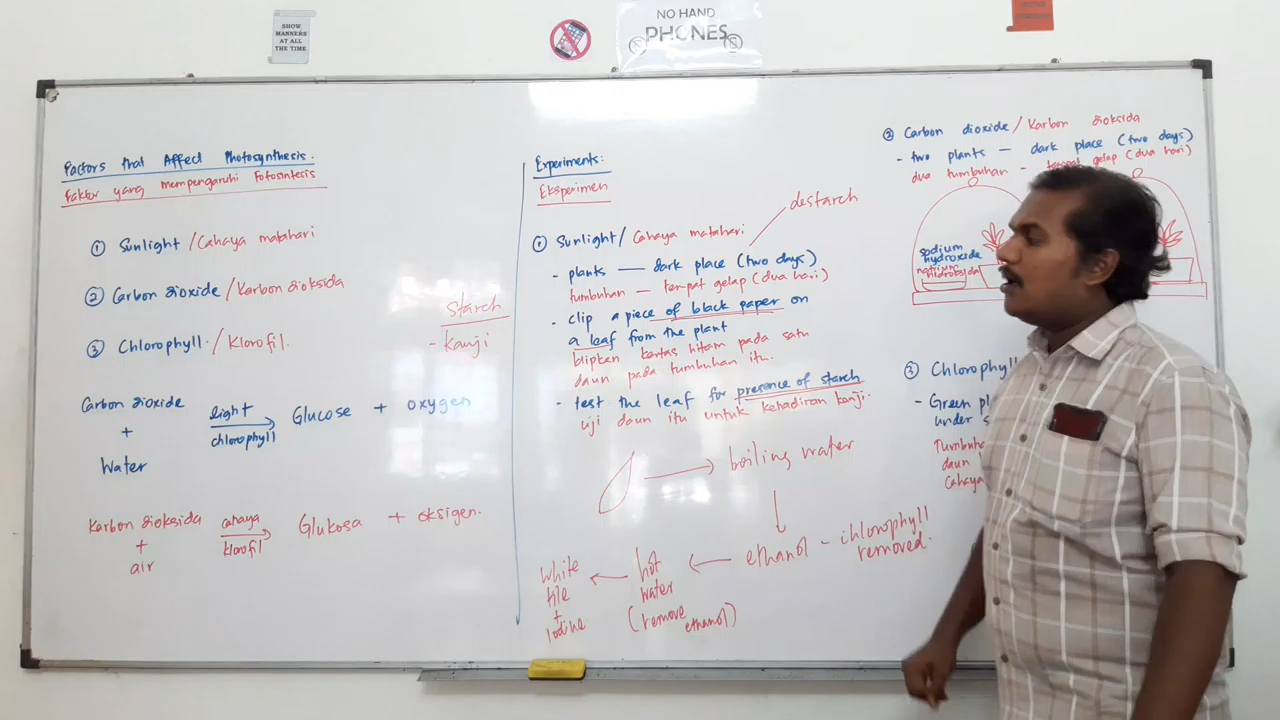 SHOW
MANNERS
AT ALL
THE TIME
NO HAND
PHONES
Factors that Affect Photosynthesis.
Faktor yang mempengaruhi Fotosintesis
① Sunlight / Cahaya matahari
② Carbon dioxide / Karbon dioksida
③ Chlorophyll / Klorofil.
Starch
- Kanji
Carbon dioxide
+
Water
light
chlorophyll
Glucose + oxygen
Karbon dioksida
+
air
cahaya
klorofil
Glukosa + oksigen.
Experiments:
Eksperimen
① Sunlight / Cahaya matahari
destarch
- plants — dark place (two days)
tumbuhan — tempat gelap (dua hari)
- clip a piece of black paper on
a leaf from the plant
klipkan kertas hitam pada satu
daun pada tumbuhan itu.
- test the leaf for presence of starch
uji daun itu untuk kehadiran kanji.
boiling water
ethanol - chlorophyll
removed.
hot
water
(remove
ethanol)
white
tile
+
Iodine
② Carbon dioxide / Karbon dioksida
- two plants — dark place (two days)
dua tumbuhan - tempat gelap (dua hari)
sodium
hydroxide
natrium
hidroksida
③ Chlorophyll
- Green
under
Tumbuh
daun
Cahaya